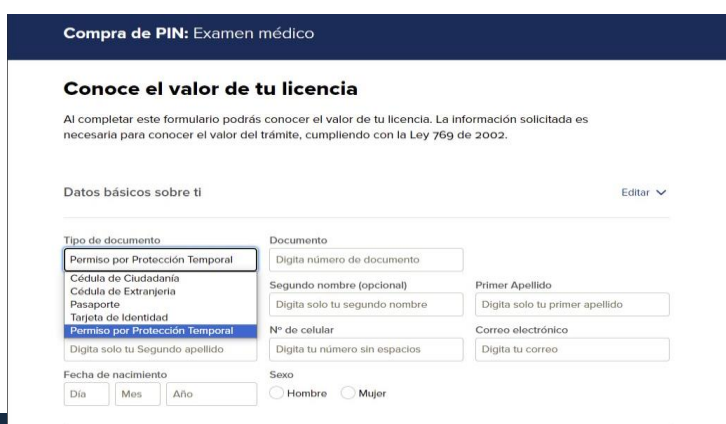 Compra de PIN: Examen médico
Conoce el valor de tu licencia
Al completar este formulario podrás conocer el valor de tu licencia. La información solicitada es
necesaria para conocer el valor del trámite, cumpliendo con la Ley 769 de 2002.
Datos básicos sobre ti
Editar
Tipo de documento
Documento
Permiso por Protección Temporal
Digita número de documento
Cédula de Ciudadanía
Cédula de Extranjeria
Pasaporte
Tarjeta de Identidad
Permiso por Protección Temporal
Segundo nombre (opcional)
Primer Apellido
Digita solo tu segundo nombre
Digita solo tu primer apellido
Nº de celular
Correo electrónico
Digita solo tu Segundo apellido
Digita tu número sin espacios
Digita tu correo
Fecha de nacimiento
Sexo
Día
Mes
Año
Hombre
Mujer